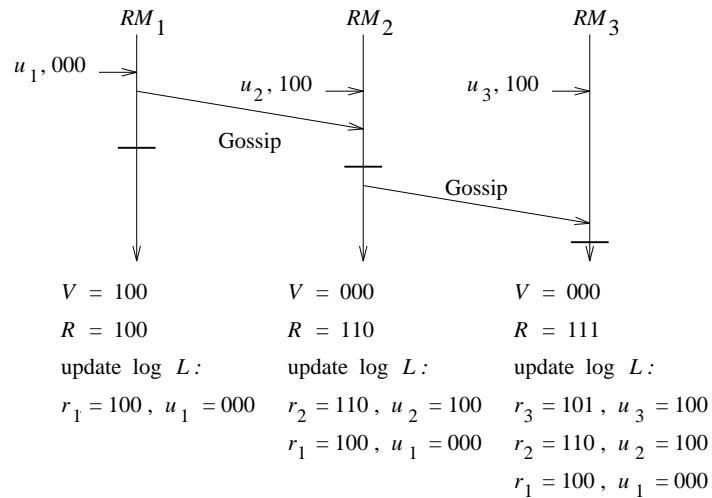 RM1 RM2 RM3
u1, 000
u2, 100
u3, 100
Gossip
Gossip
V = 100
R = 100
update log L:
r1 = 100 , u1 = 000
V = 000
R = 110
update log L:
r2 = 110 , u2 = 100
r1 = 100 , u1 = 000
V = 000
R = 111
update log L:
r3 = 101 , u3 = 100
r2 = 110 , u2 = 100
r1 = 100 , u1 = 000